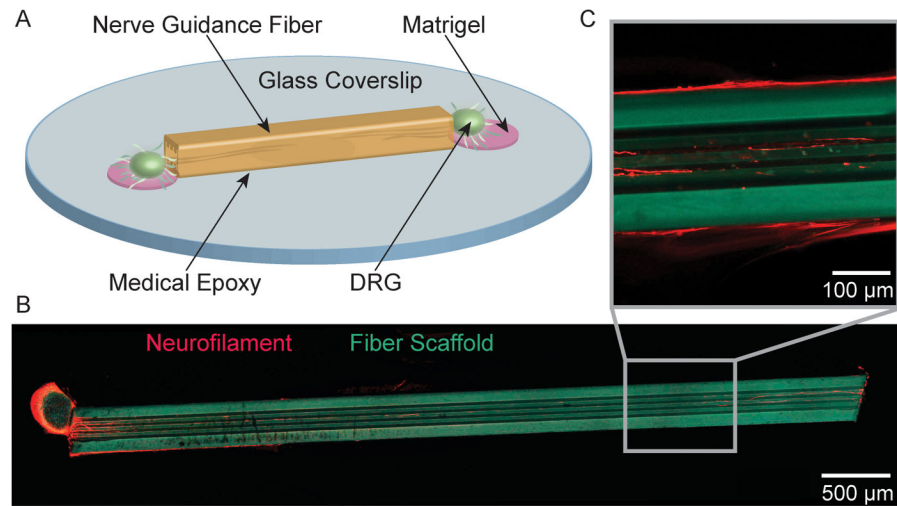 A
Nerve Guidance Fiber
Matrigel
Glass Coverslip
Medical Epoxy
DRG
C
100 µm
B
Neurofilament
Fiber Scaffold
500 µm